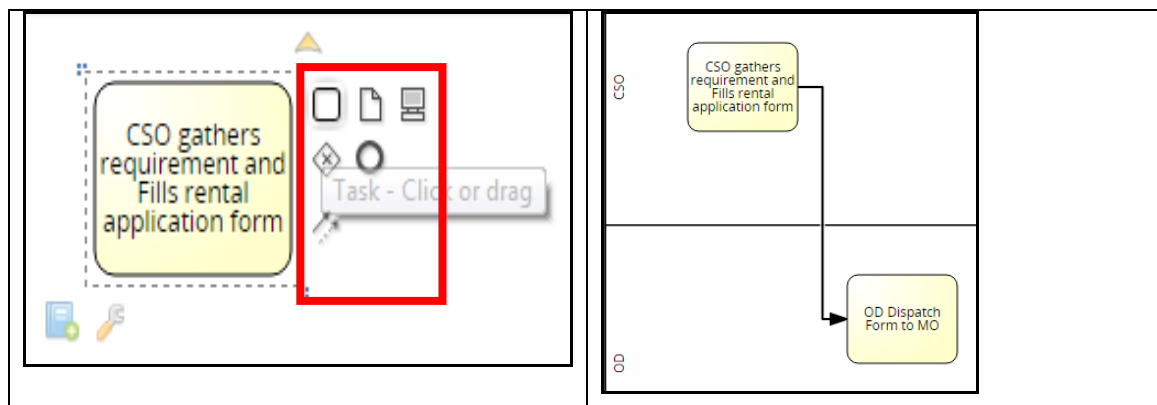 CSO gathers
requirement and
Fills rental
application form
Task - Click or drag
CSO
CSO gathers
requirement and
Fills rental
application form
OD Dispatch
Form to MO
OD